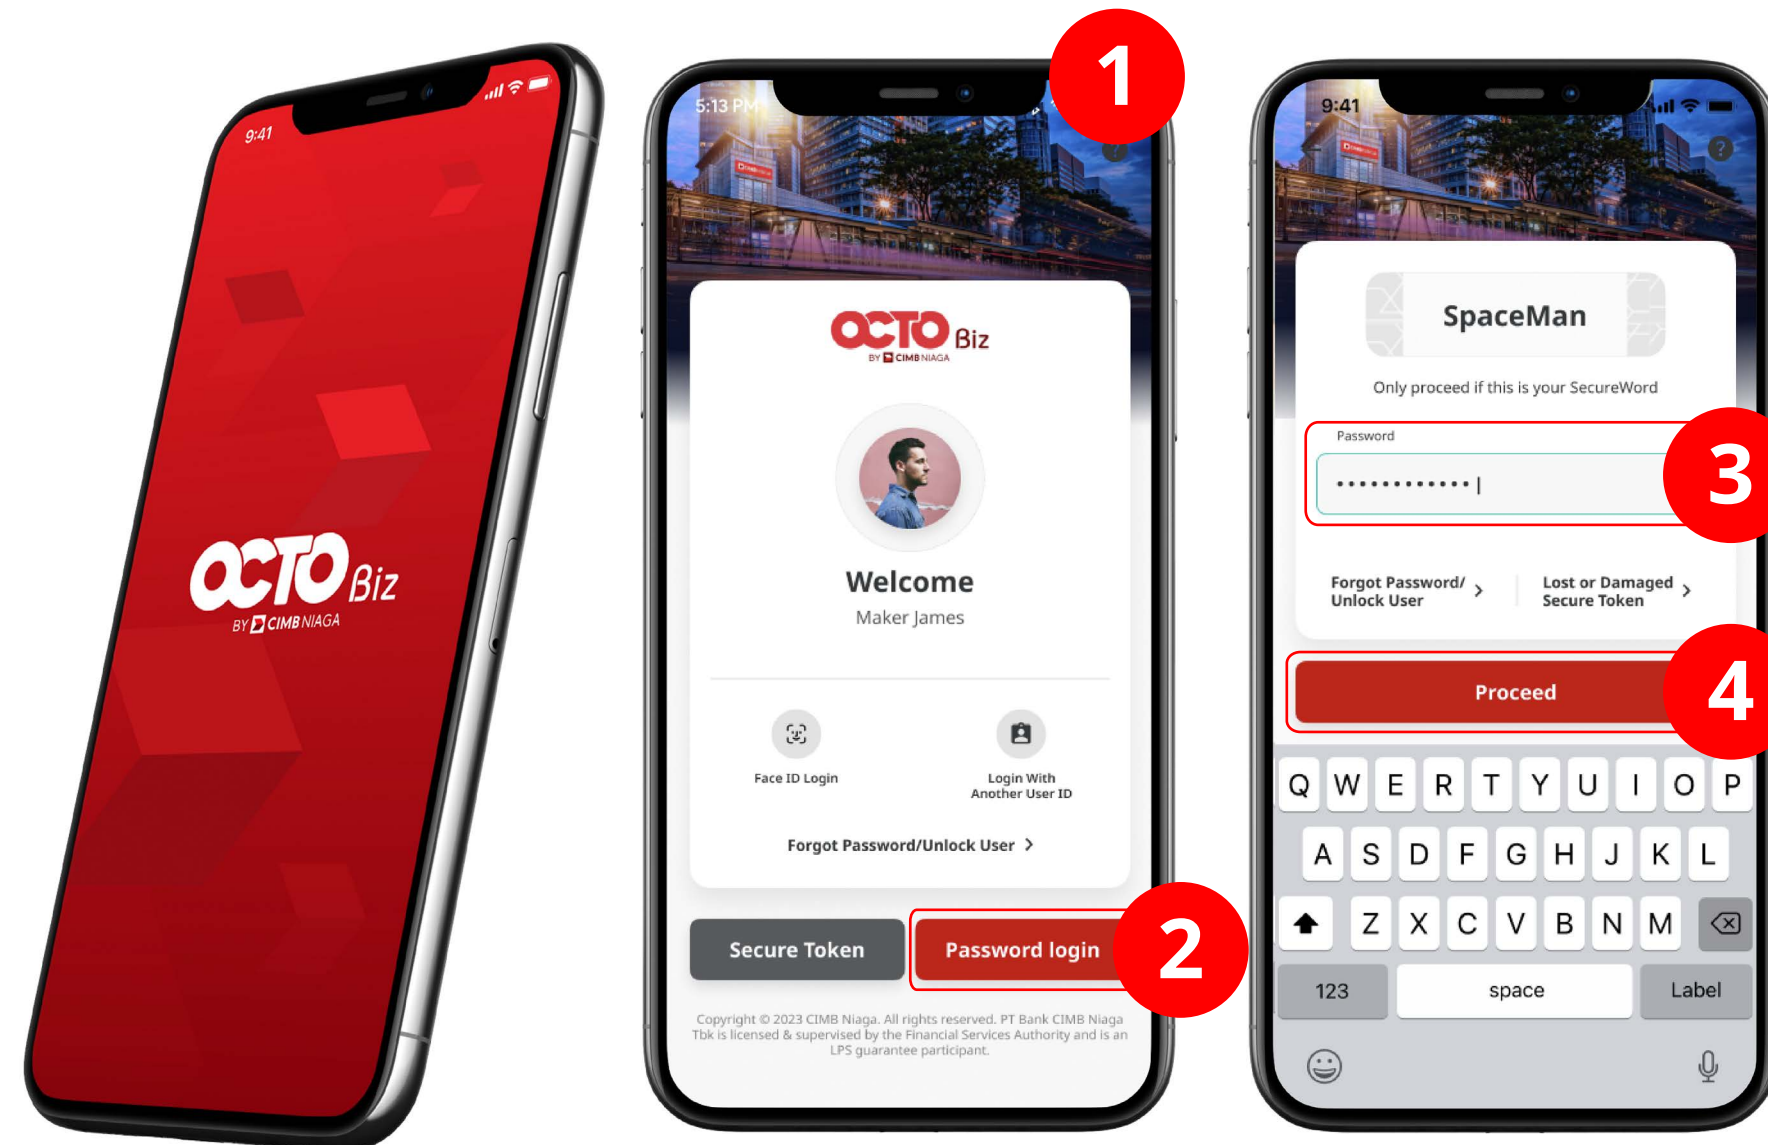 9:41
OCTO Biz
BY CIMB NIAGA
1
5:13 PM
?
OCTO Biz
BY CIMB NIAGA
Welcome
Maker James
Face ID Login
Login With
Another User ID
Forgot Password/Unlock User >
Secure Token
Password login
2
Copyright © 2023 CIMB Niaga. All rights reserved. PT Bank CIMB Niaga
Tbk is licensed & supervised by the Financial Services Authority and is an
LPS guarantee participant.
9:41
?
SpaceMan
Only proceed if this is your SecureWord
Password
••••••••••••|
3
Forgot Password/
Unlock User >
Lost or Damaged
Secure Token >
Proceed
4
Q W E R T Y U I O P
A S D F G H J K L
Z X C V B N M
123 space Label